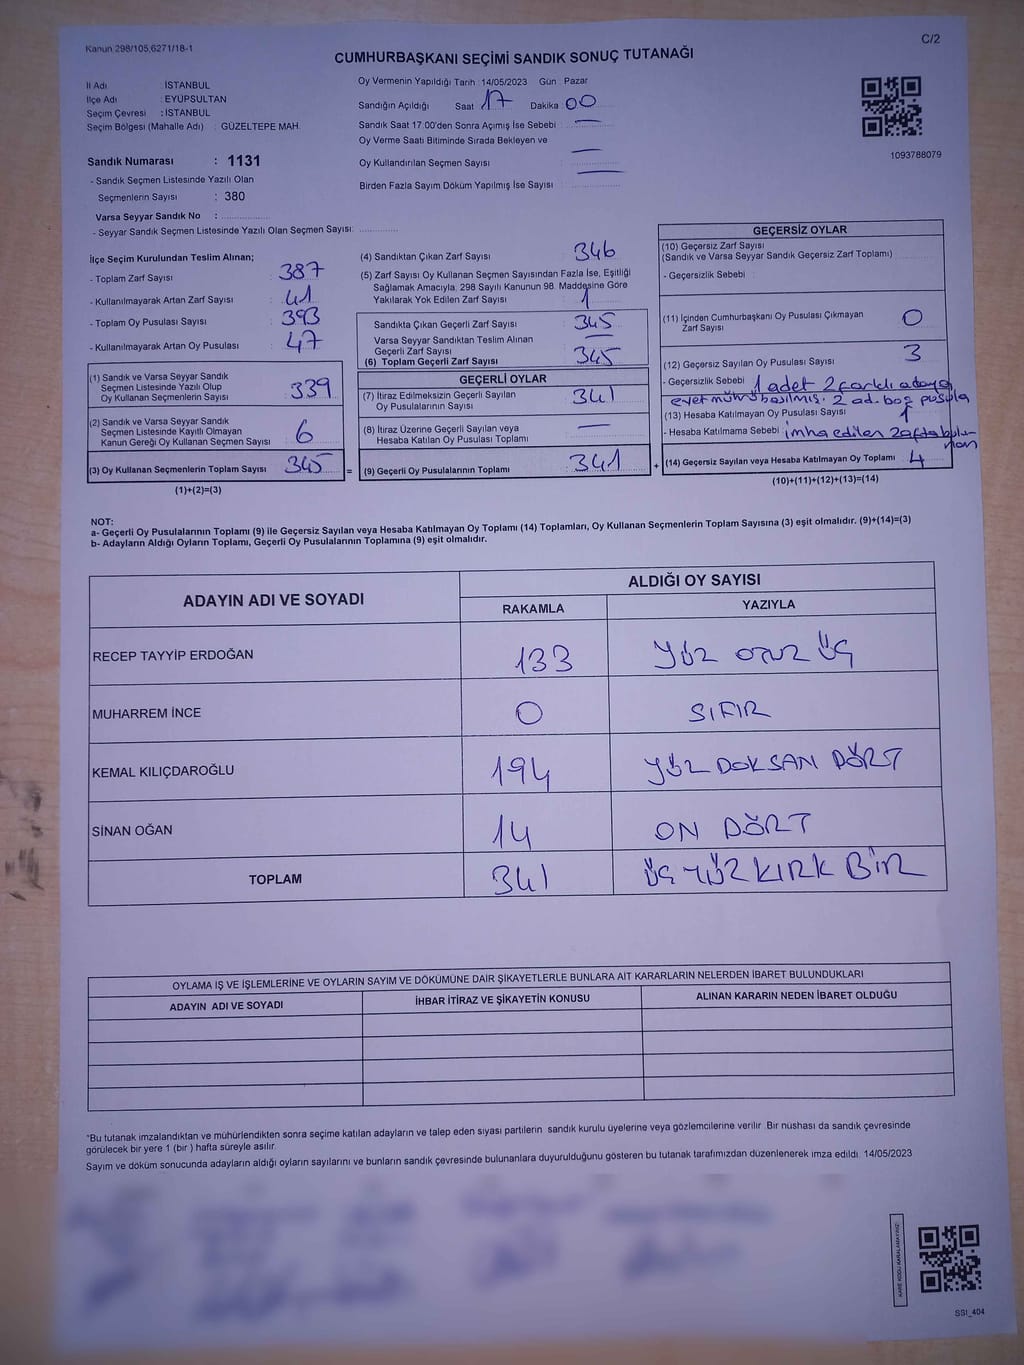 Kanun 298/105,6271/18-1
C/2
CUMHURBAŞKANI SEÇİMİ SANDIK SONUÇ TUTANAĞI
İl Adı : İSTANBUL
İlçe Adı : EYÜPSULTAN
Seçim Çevresi : İSTANBUL
Seçim Bölgesi (Mahalle Adı) : GÜZELTEPE MAH.
Oy Vermenin Yapıldığı Tarih : 14/05/2023 Gün : Pazar
Sandığın Açıldığı Saat 17 Dakika 00
Sandık Saat 17:00'den Sonra Açımış İse Sebebi : —
Oy Verme Saati Bitiminde Sırada Bekleyen ve
Oy Kullandırılan Seçmen Sayısı : —
Birden Fazla Sayım Döküm Yapılmış İse Sayısı : —
1093788079
Sandık Numarası : 1131
- Sandık Seçmen Listesinde Yazılı Olan
Seçmenlerin Sayısı : 380
Varsa Seyyar Sandık No :
- Seyyar Sandık Seçmen Listesinde Yazılı Olan Seçmen Sayısı:
İlçe Seçim Kurulundan Teslim Alınan;
- Toplam Zarf Sayısı : 387
- Kullanılmayarak Artan Zarf Sayısı : 41
- Toplam Oy Pusulası Sayısı : 393
- Kullanılmayarak Artan Oy Pusulası : 47
(1) Sandık ve Varsa Seyyar Sandık
Seçmen Listesinde Yazılı Olup
Oy Kullanan Seçmenlerin Sayısı : 339
(2) Sandık ve Varsa Seyyar Sandık
Seçmen Listesinde Kayıtlı Olmayan
Kanun Gereği Oy Kullanan Seçmen Sayısı : 6
(3) Oy Kullanan Seçmenlerin Toplam Sayısı : 345
(1)+(2)=(3)
(4) Sandıktan Çıkan Zarf Sayısı : 346
(5) Zarf Sayısı Oy Kullanan Seçmen Sayısından Fazla İse, Eşitliği
Sağlamak Amacıyla, 298 Sayılı Kanunun 98. Maddesine Göre
Yakılarak Yok Edilen Zarf Sayısı : 1
Sandıkta Çıkan Geçerli Zarf Sayısı : 345
Varsa Seyyar Sandıktan Teslim Alınan
Geçerli Zarf Sayısı : —
(6) Toplam Geçerli Zarf Sayısı : 345
GEÇERLİ OYLAR
(7) İtiraz Edilmeksizin Geçerli Sayılan
Oy Pusulalarının Sayısı : 341
(8) İtiraz Üzerine Geçerli Sayılan veya
Hesaba Katılan Oy Pusulaları Toplamı : —
= (9) Geçerli Oy Pusulalarının Toplamı : 341
GEÇERSİZ OYLAR
(10) Geçersiz Zarf Sayısı
(Sandık ve Varsa Seyyar Sandık Geçersiz Zarf Toplamı)
- Geçersizlik Sebebi :
(11) İçinden Cumhurbaşkanı Oy Pusulası Çıkmayan
Zarf Sayısı : 0
(12) Geçersiz Sayılan Oy Pusulası Sayısı : 3
- Geçersizlik Sebebi : 1 adet 2 farklı adaya
evet mührü basılmış. 2 ad. boş pusula
(13) Hesaba Katılmayan Oy Pusulası Sayısı : 1
- Hesaba Katılmama Sebebi : imha edilen zafta bulu
nan
+ (14) Geçersiz Sayılan veya Hesaba Katılmayan Oy Toplamı : 4
(10)+(11)+(12)+(13)=(14)
NOT:
a- Geçerli Oy Pusulalarının Toplamı (9) ile Geçersiz Sayılan veya Hesaba Katılmayan Oy Toplamı (14) Toplamları, Oy Kullanan Seçmenlerin Toplam Sayısına (3) eşit olmalıdır. (9)+(14)=(3)
b- Adayların Aldığı Oyların Toplamı, Geçerli Oy Pusulalarının Toplamına (9) eşit olmalıdır.
ADAYIN ADI VE SOYADI
ALDIĞI OY SAYISI
RAKAMLA
YAZIYLA
RECEP TAYYİP ERDOĞAN 133 YÜZ OTUZ ÜÇ
MUHARREM İNCE 0 SIFIR
KEMAL KILIÇDAROĞLU 194 YÜZ DOKSAN DÖRT
SİNAN OĞAN 14 ON DÖRT
TOPLAM 341 ÜÇ YÜZ KIRK BİR
OYLAMA İŞ VE İŞLEMLERİNE VE OYLARIN SAYIM VE DÖKÜMÜNE DAİR ŞİKAYETLERLE BUNLARA AİT KARARLARIN NELERDEN İBARET BULUNDUKLARI
ADAYIN ADI VE SOYADI
İHBAR İTİRAZ VE ŞİKAYETİN KONUSU
ALINAN KARARIN NEDEN İBARET OLDUĞU
"Bu tutanak imzalandıktan ve mühürlendikten sonra seçime katılan adayların ve talep eden siyasi partilerin sandık kurulu üyelerine veya gözlemcilerine verilir. Bir nüshası da sandık çevresinde
görülecek bir yere 1 (bir ) hafta süreyle asılır.
Sayım ve döküm sonucunda adayların aldığı oyların sayılarını ve bunların sandık çevresinde bulunanlara duyurulduğunu gösteren bu tutanak tarafımızdan düzenlenerek imza edildi. 14/05/2023
KARE KODU KARALAMAYINIZ!
SSI_404